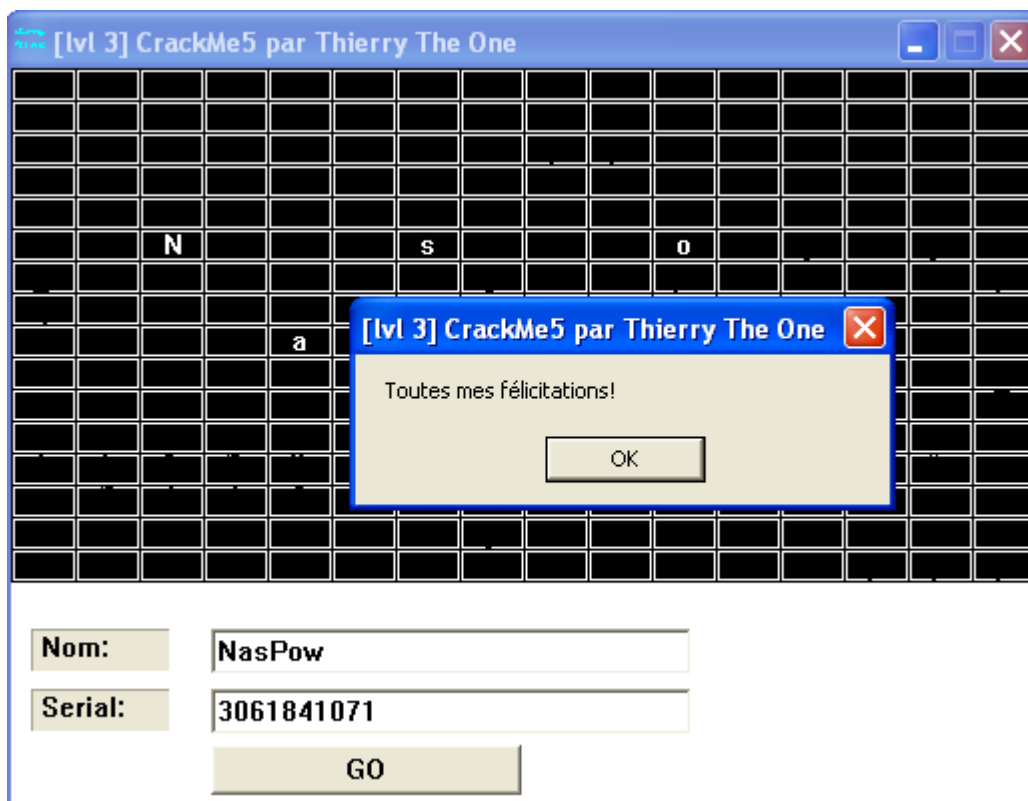 [lvl 3] CrackMe5 par Thierry The One
N s o
a
[lvl 3] CrackMe5 par Thierry The One
Toutes mes félicitations!
OK
Nom:
NasPow
Serial:
3061841071
GO